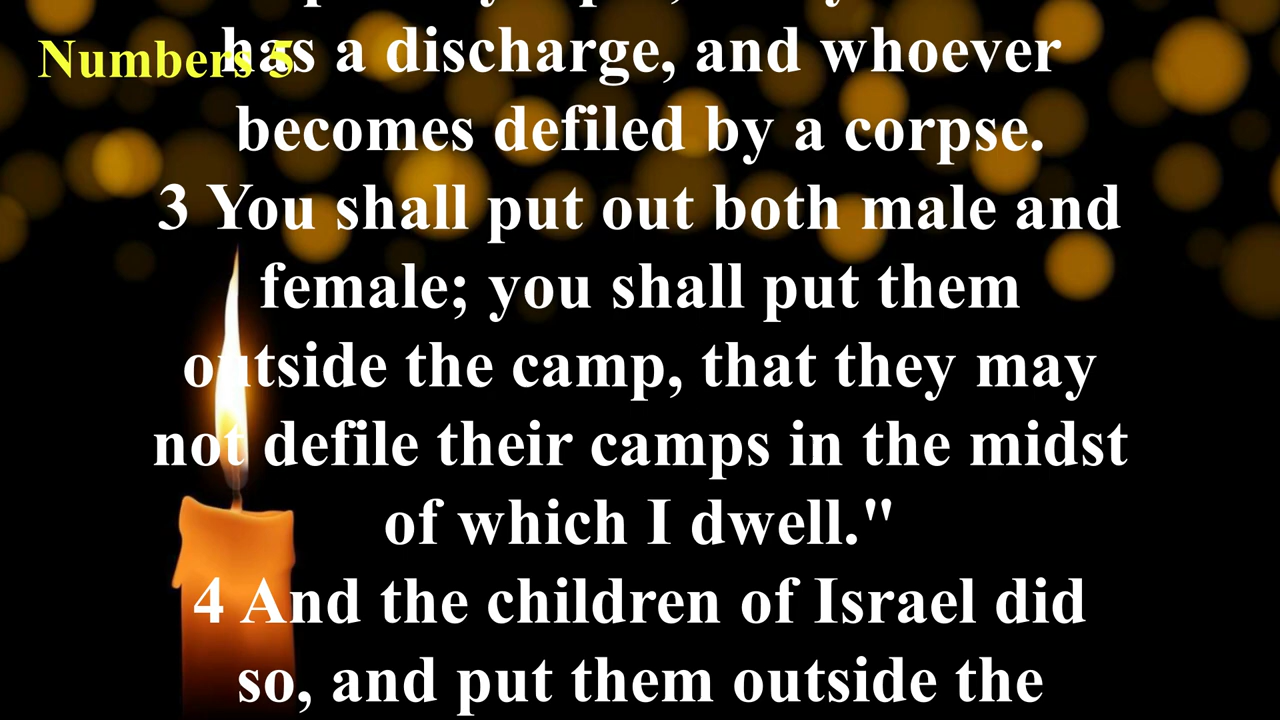 Numbers 5
has a discharge, and whoever
becomes defiled by a corpse.
3 You shall put out both male and
female; you shall put them
outside the camp, that they may
not defile their camps in the midst
of which I dwell."
4 And the children of Israel did
so, and put them outside the